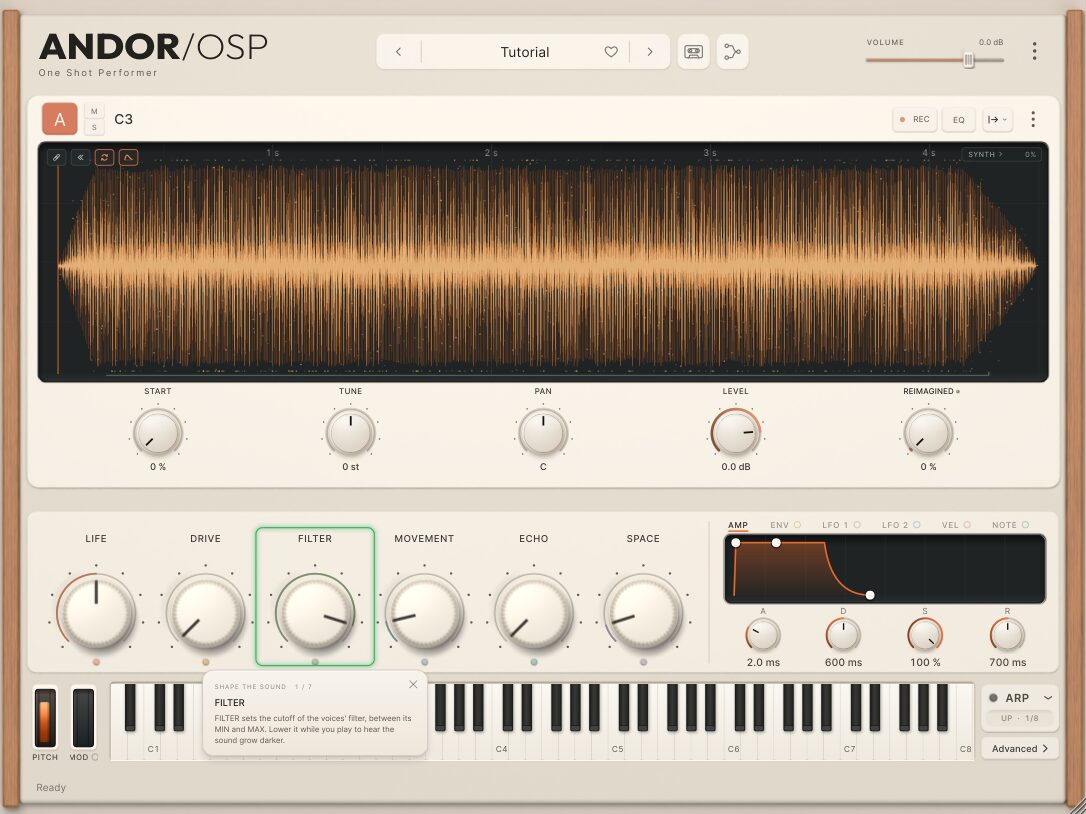 ANDOR/OSP
One Shot Performer
Tutorial
VOLUME 0.0 dB
A
M
S
C3
REC
EQ
1 s 2 s 3 s 4 s
SYNTH > 0%
START TUNE PAN LEVEL REIMAGINED
0 % 0 st C 0.0 dB 0 %
LIFE DRIVE FILTER MOVEMENT ECHO SPACE
AMP ENV LFO 1 LFO 2 VEL NOTE
A D S R
2.0 ms 600 ms 100 % 700 ms
SHAPE THE SOUND 1 / 7
FILTER
FILTER sets the cutoff of the voices' filter, between its
MIN and MAX. Lower it while you play to hear the
sound grow darker.
PITCH MOD
C1 C4 C5 C6 C7 C8
ARP
UP · 1/8
Advanced >
Ready